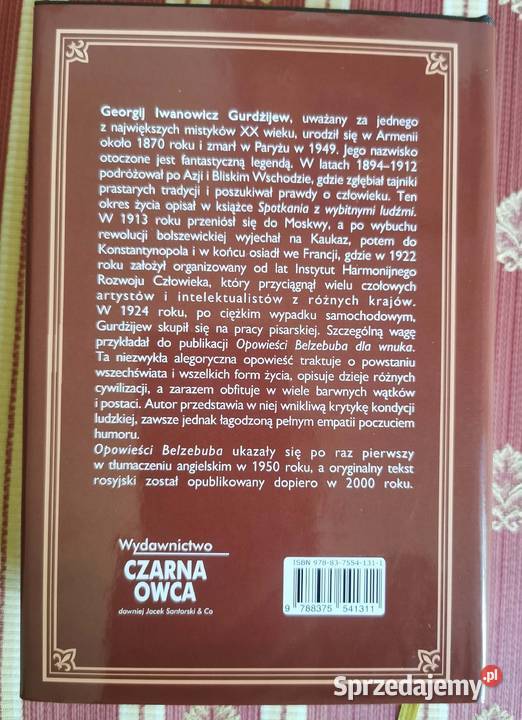 Georgij Iwanowicz Gurdżijew, uważany za jednego
z największych mistyków XX wieku, urodził się w Armenii
około 1870 roku i zmarł w Paryżu w 1949. Jego nazwisko
otoczone jest fantastyczną legendą. W latach 1894–1912
podróżował po Azji i Bliskim Wschodzie, gdzie zgłębiał tajniki
prastarych tradycji i poszukiwał prawdy o człowieku. Ten
okres życia opisał w książce Spotkania z wybitnymi ludźmi.
W 1913 roku przeniósł się do Moskwy, a po wybuchu
rewolucji bolszewickiej wyjechał na Kaukaz, potem do
Konstantynopola i w końcu osiadł we Francji, gdzie w 1922
roku założył organizowany od lat Instytut Harmonijnego
Rozwoju Człowieka, który przyciągnął wielu czołowych
artystów i intelektualistów z różnych krajów.
W 1924 roku, po ciężkim wypadku samochodowym,
Gurdżijew skupił się na pracy pisarskiej. Szczególną wagę
przykładał do publikacji Opowieści Belzebuba dla wnuka.
Ta niezwykła alegoryczna opowieść traktuje o powstaniu
wszechświata i wszelkich form życia, opisuje dzieje różnych
cywilizacji, a zarazem obfituje w wiele barwnych wątków
i postaci. Autor przedstawia w niej wnikliwą krytykę kondycji
ludzkiej, zawsze jednak łagodzoną pełnym empatii poczuciem
humoru.
Opowieści Belzebuba ukazały się po raz pierwszy
w tłumaczeniu angielskim w 1950 roku, a oryginalny tekst
rosyjski został opublikowany dopiero w 2000 roku.
Wydawnictwo
CZARNA
OWCA
dawniej Jacek Santorski & Co
ISBN 978-83-7554-131-1
9 788375 541311
Sprzedajemy.pl